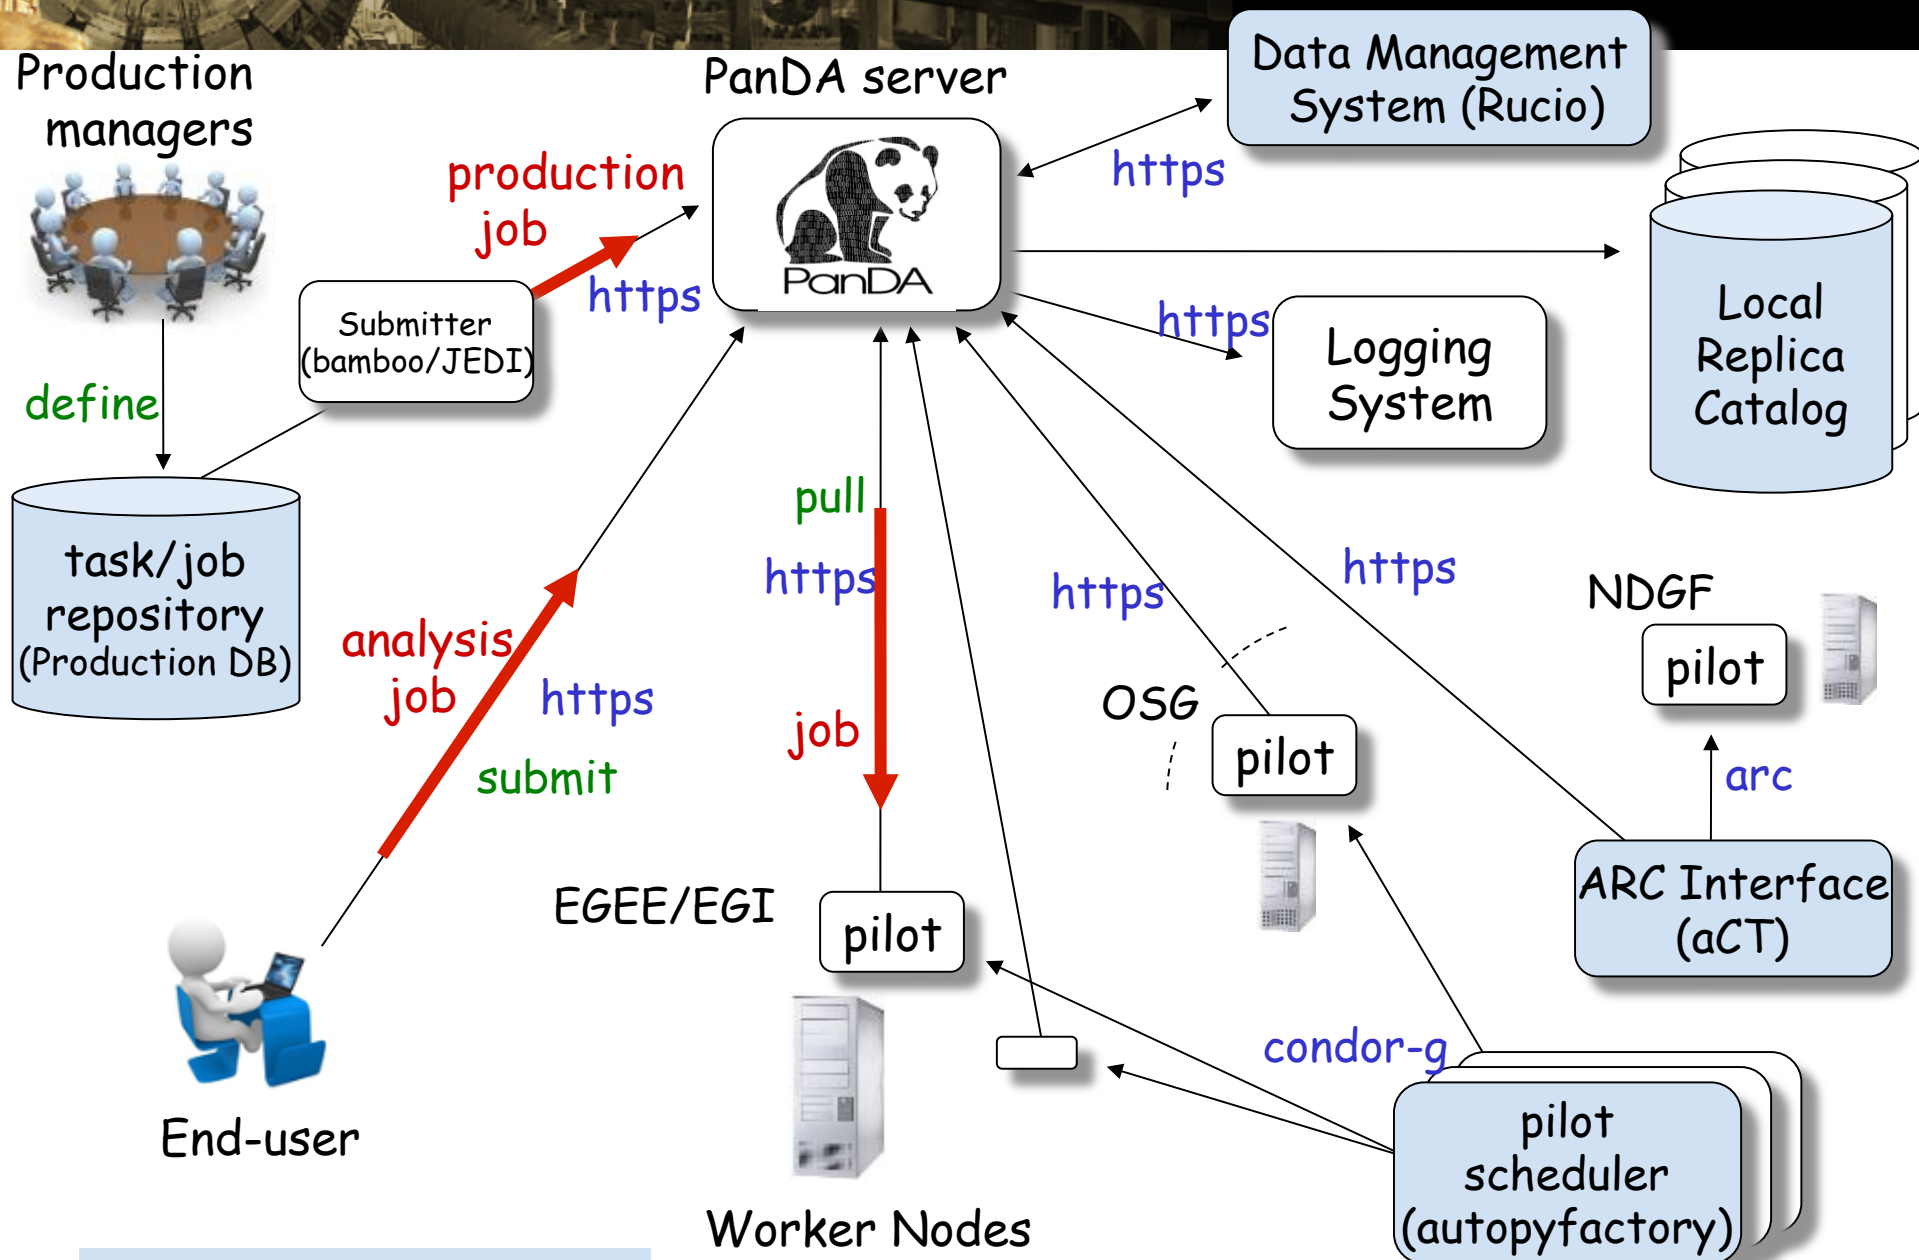 Production
managers
PanDA server
Data Management
System (Rucio)
production
job
https
PanDA
https
https
Submitter
(bamboo/JEDI)
Logging
System
Local
Replica
Catalog
define
task/job
repository
(Production DB)
pull
https
job
analysis
job
https
submit
https
https
NDGF
pilot
arc
OSG
pilot
ARC Interface
(aCT)
EGEE/EGI
pilot
condor-g
pilot
scheduler
(autopyfactory)
End-user
Worker Nodes